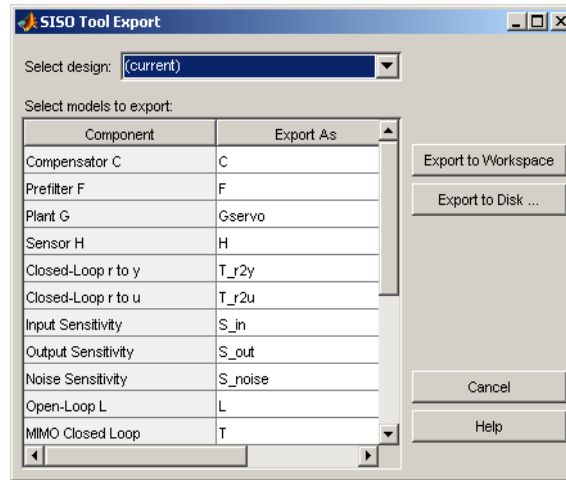 SISO Tool Export
Select design: (current)
Select models to export:
Component Export As
Compensator C C
Prefilter F F
Plant G Gservo
Sensor H H
Closed-Loop r to y T_r2y
Closed-Loop r to u T_r2u
Input Sensitivity S_in
Output Sensitivity S_out
Noise Sensitivity S_noise
Open-Loop L L
MIMO Closed Loop T
Export to Workspace
Export to Disk ...
Cancel
Help